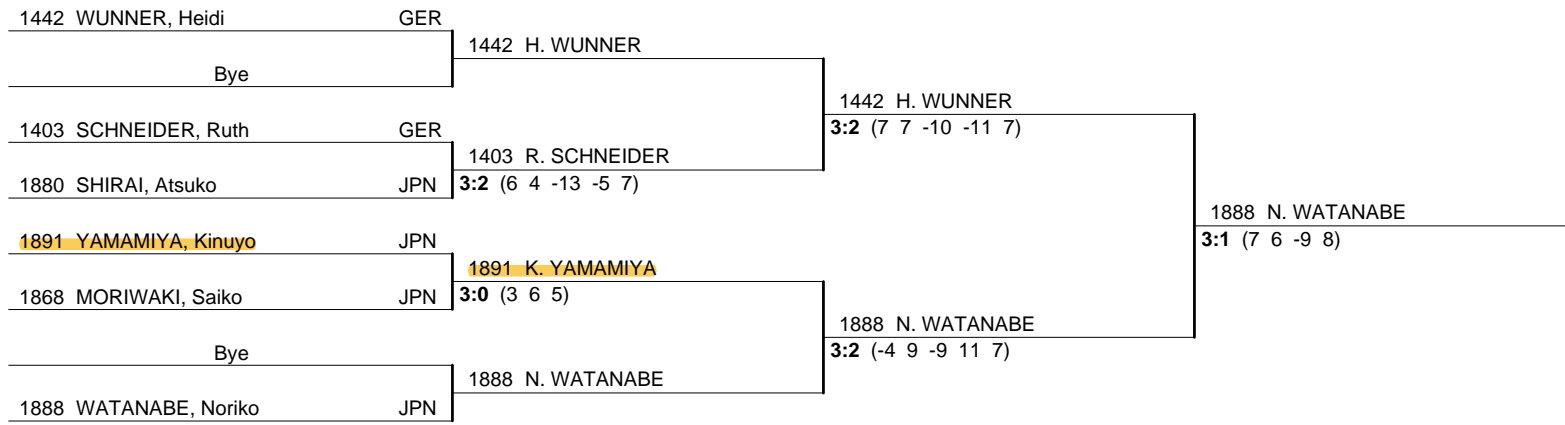 1442 WUNNER, Heidi GER
1442 H. WUNNER
Bye
1442 H. WUNNER
3:2 (7 7 -10 -11 7)
1403 SCHNEIDER, Ruth GER
1403 R. SCHNEIDER
3:2 (6 4 -13 -5 7)
1880 SHIRAI, Atsuko JPN
1888 N. WATANABE
3:1 (7 6 -9 8)
1891 YAMAMIYA, Kinuyo JPN
1891 K. YAMAMIYA
3:0 (3 6 5)
1868 MORIWAKI, Saiko JPN
1888 N. WATANABE
3:2 (-4 9 -9 11 7)
Bye
1888 N. WATANABE
1888 WATANABE, Noriko JPN